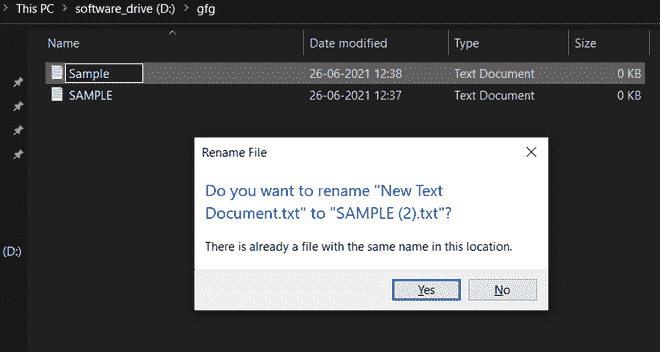 This PC > software_drive (D:) > gfg
Name Date modified Type Size
Sample 26-06-2021 12:38 Text Document 0 KB
SAMPLE 26-06-2021 12:37 Text Document 0 KB
Rename File
Do you want to rename "New Text
Document.txt" to "SAMPLE (2).txt"?
There is already a file with the same name in this location.
(D:)
Yes No